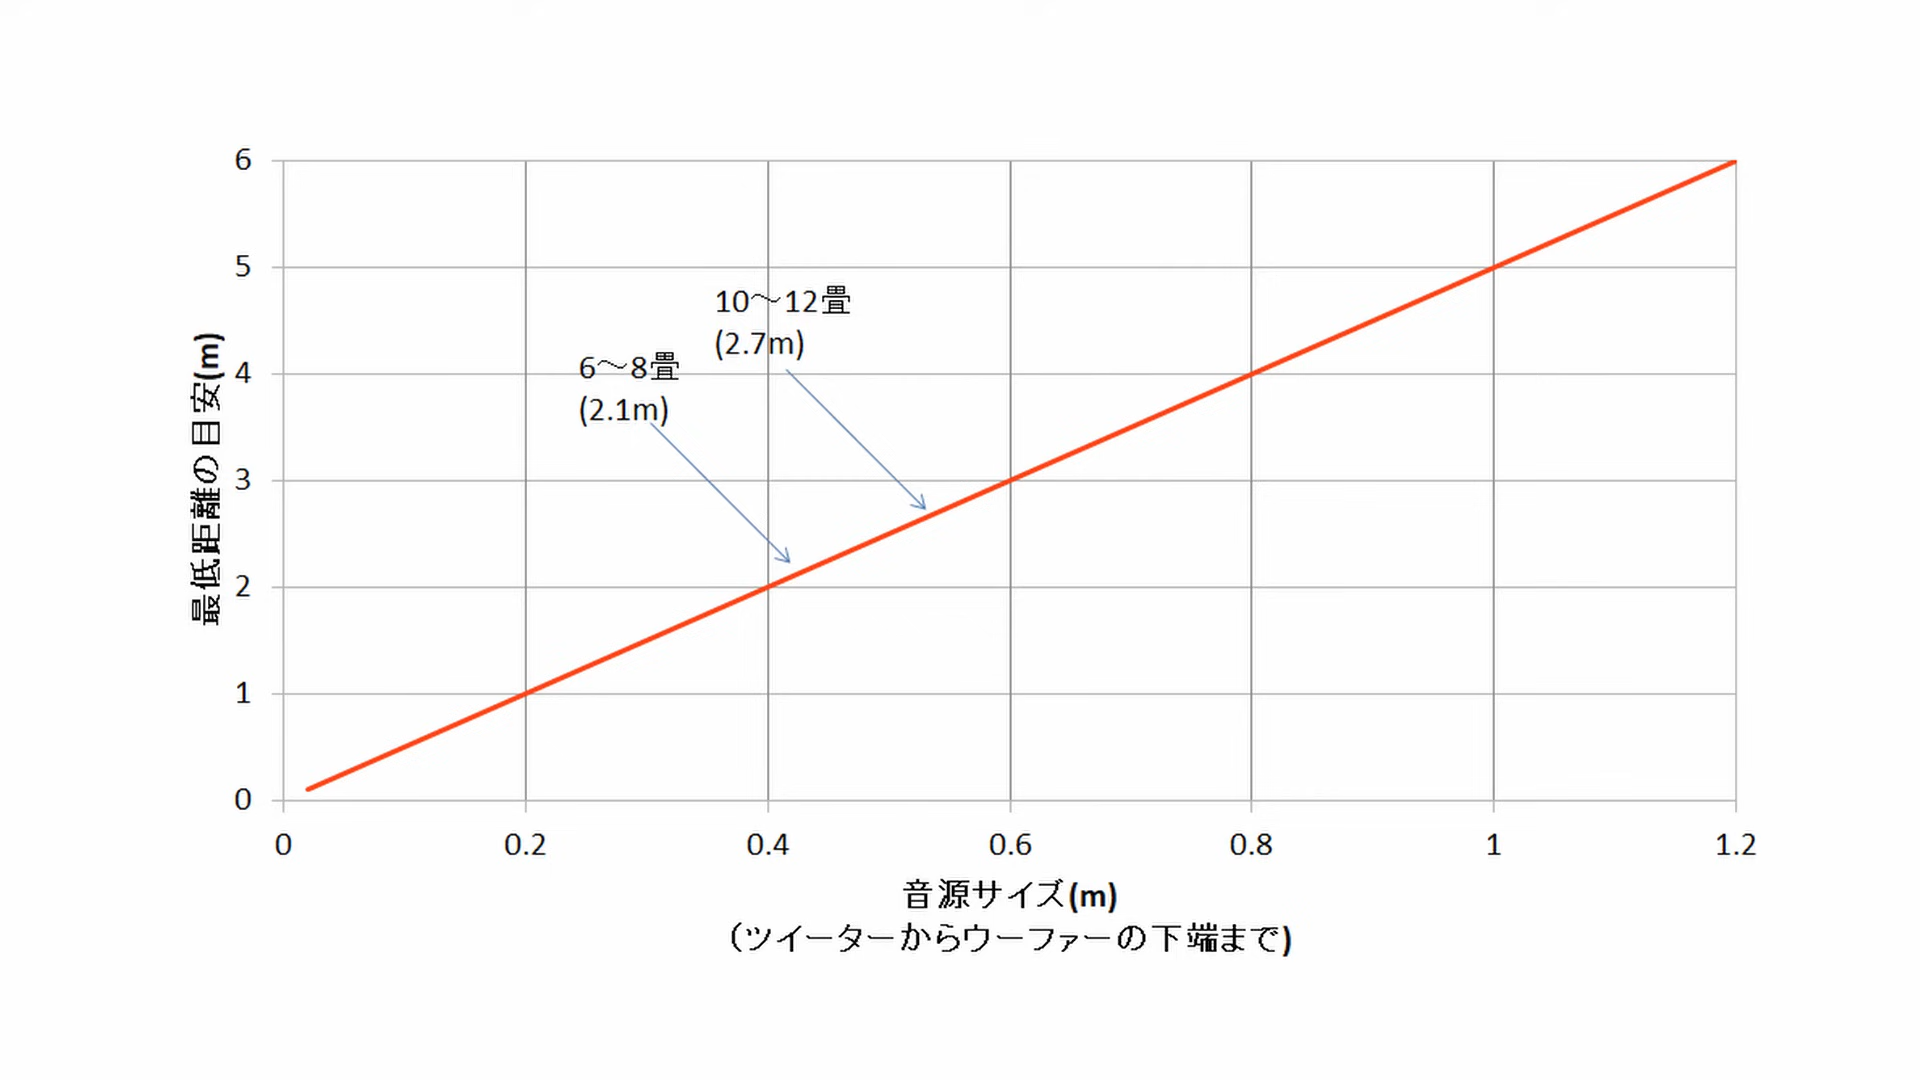 6
5
4
3
2
1
0
最低距離の目安(m)
10～12畳
(2.7m)
6～8畳
(2.1m)
0 0.2 0.4 0.6 0.8 1 1.2
音源サイズ(m)
（ツイーターからウーファーの下端まで)